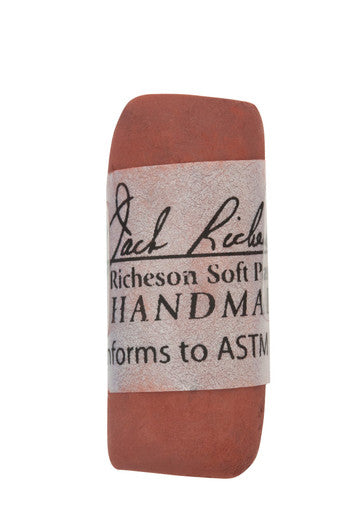 Jack Riche
Richeson Soft P
HANDMA
nforms to ASTM